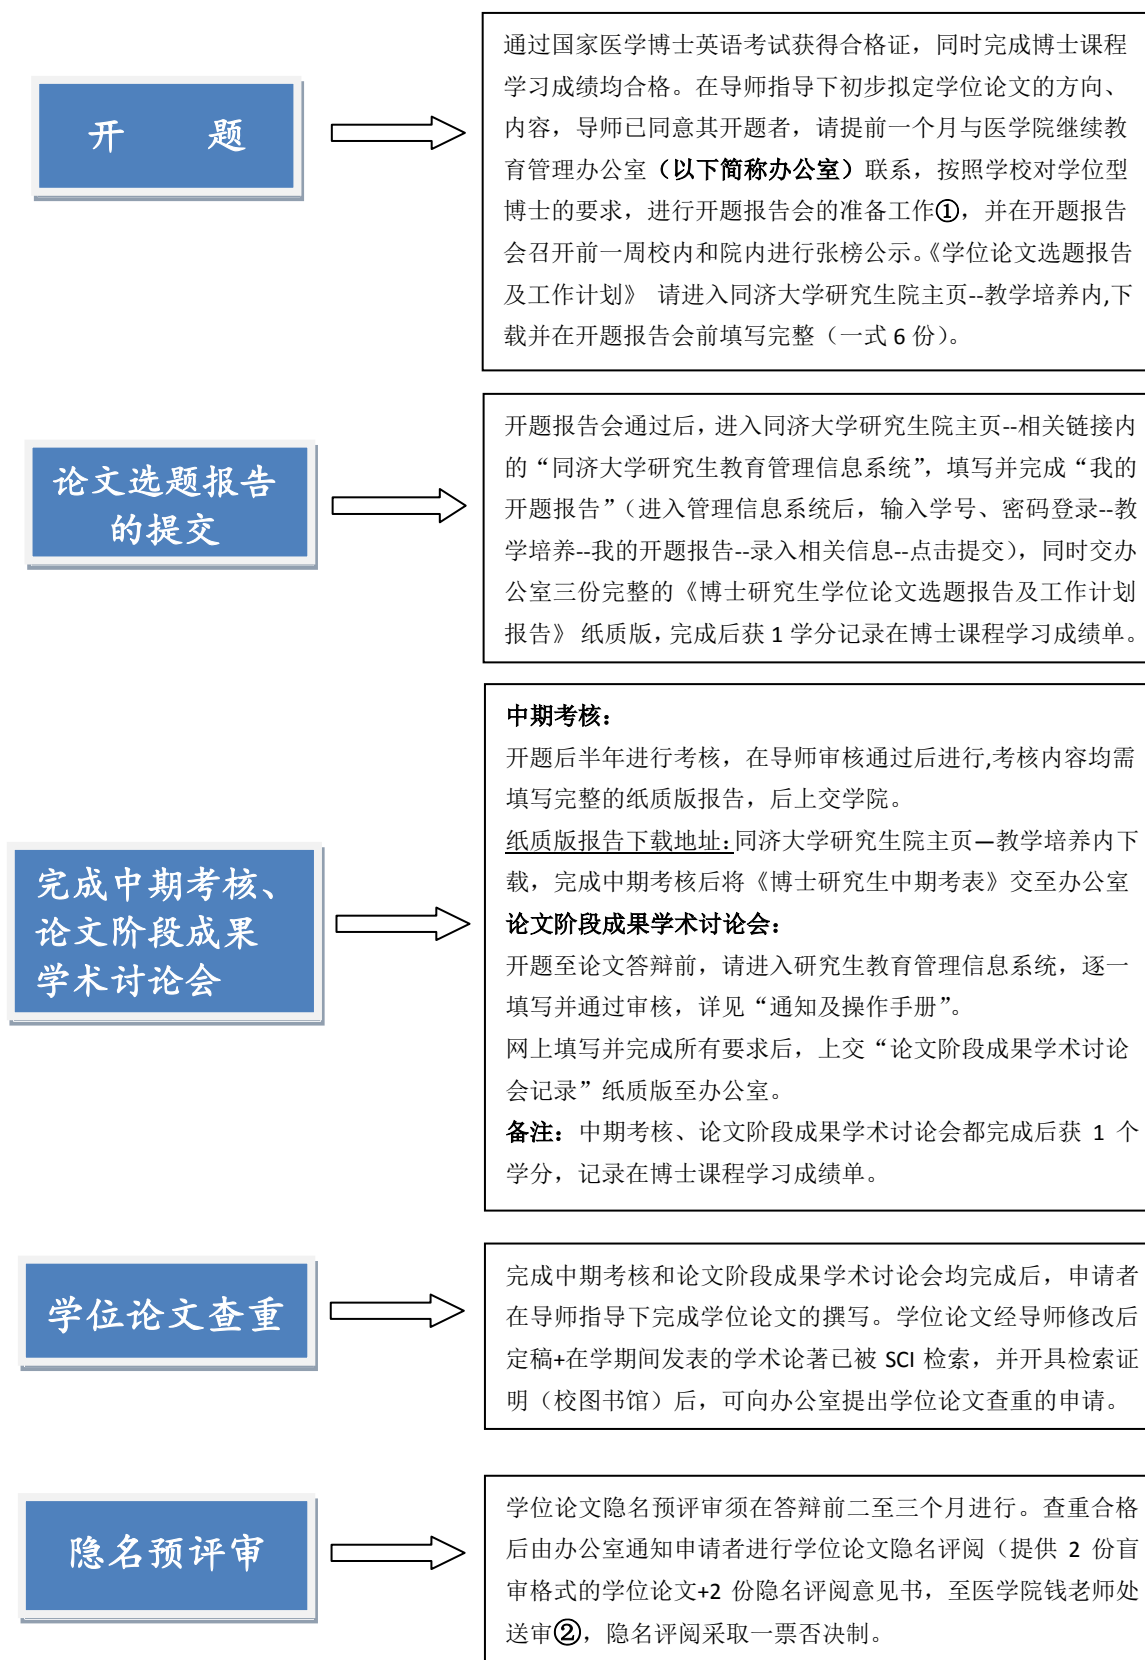 开 题
通过国家医学博士英语考试获得合格证，同时完成博士课程
学习成绩均合格。在导师指导下初步拟定学位论文的方向、
内容，导师已同意其开题者，请提前一个月与医学院继续教
育管理办公室（以下简称办公室）联系，按照学校对学位型
博士的要求，进行开题报告会的准备工作①，并在开题报告
会召开前一周校内和院内进行张榜公示。《学位论文选题报告
及工作计划》 请进入同济大学研究生院主页--教学培养内,下
载并在开题报告会前填写完整（一式 6 份）。
论文选题报告
的提交
开题报告会通过后，进入同济大学研究生院主页--相关链接内
的“同济大学研究生教育管理信息系统”，填写并完成“我的
开题报告”（进入管理信息系统后，输入学号、密码登录--教
学培养--我的开题报告--录入相关信息--点击提交），同时交办
公室三份完整的《博士研究生学位论文选题报告及工作计划
报告》 纸质版，完成后获 1 学分记录在博士课程学习成绩单。
完成中期考核、
论文阶段成果
学术讨论会
中期考核：
开题后半年进行考核，在导师审核通过后进行,考核内容均需
填写完整的纸质版报告，后上交学院。
纸质版报告下载地址：同济大学研究生院主页—教学培养内下
载，完成中期考核后将《博士研究生中期考表》交至办公室
论文阶段成果学术讨论会：
开题至论文答辩前，请进入研究生教育管理信息系统，逐一
填写并通过审核，详见“通知及操作手册”。
网上填写并完成所有要求后，上交“论文阶段成果学术讨论
会记录”纸质版至办公室。
备注：中期考核、论文阶段成果学术讨论会都完成后获 1 个
学分，记录在博士课程学习成绩单。
学位论文查重
完成中期考核和论文阶段成果学术讨论会均完成后，申请者
在导师指导下完成学位论文的撰写。学位论文经导师修改后
定稿+在学期间发表的学术论著已被 SCI 检索，并开具检索证
明（校图书馆）后，可向办公室提出学位论文查重的申请。
隐名预评审
学位论文隐名预评审须在答辩前二至三个月进行。查重合格
后由办公室通知申请者进行学位论文隐名评阅（提供 2 份盲
审格式的学位论文+2 份隐名评阅意见书，至医学院钱老师处
送审②，隐名评阅采取一票否决制。